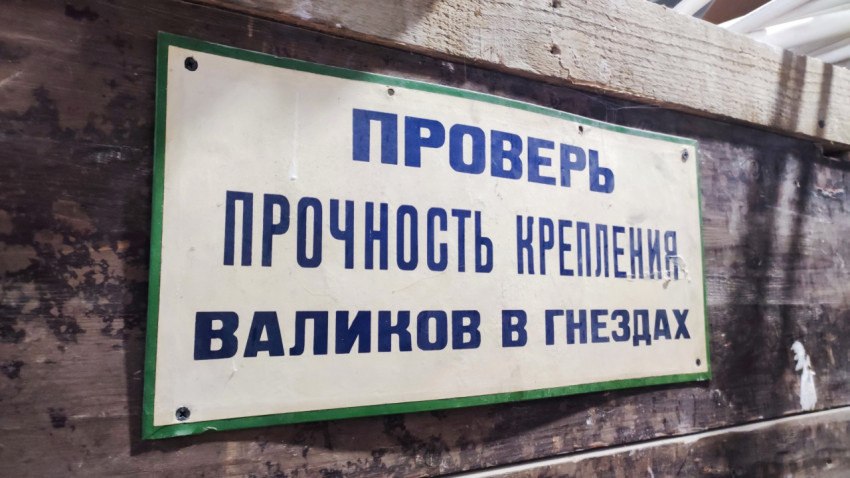 ПРОВЕРЬ
ПРОЧНОСТЬ КРЕПЛЕНИЯ
ВАЛИКОВ В ГНЕЗДАХ